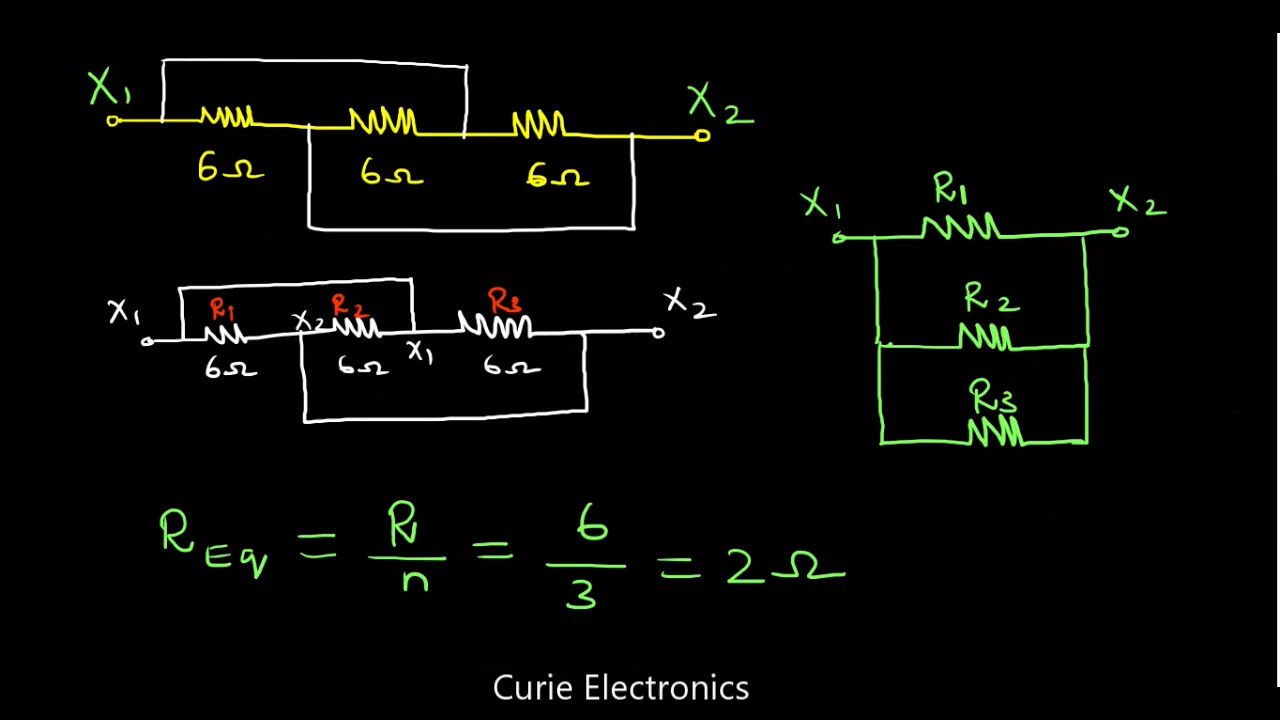 X₁ X₂
6Ω 6Ω 6Ω
X₁ R₁ X₂ R₂ X₁ R₃ X₂
6Ω 6Ω 6Ω
X₁ R₁ X₂
R₂
R₃
R_Eq = R/n = 6/3 = 2Ω
Curie Electronics